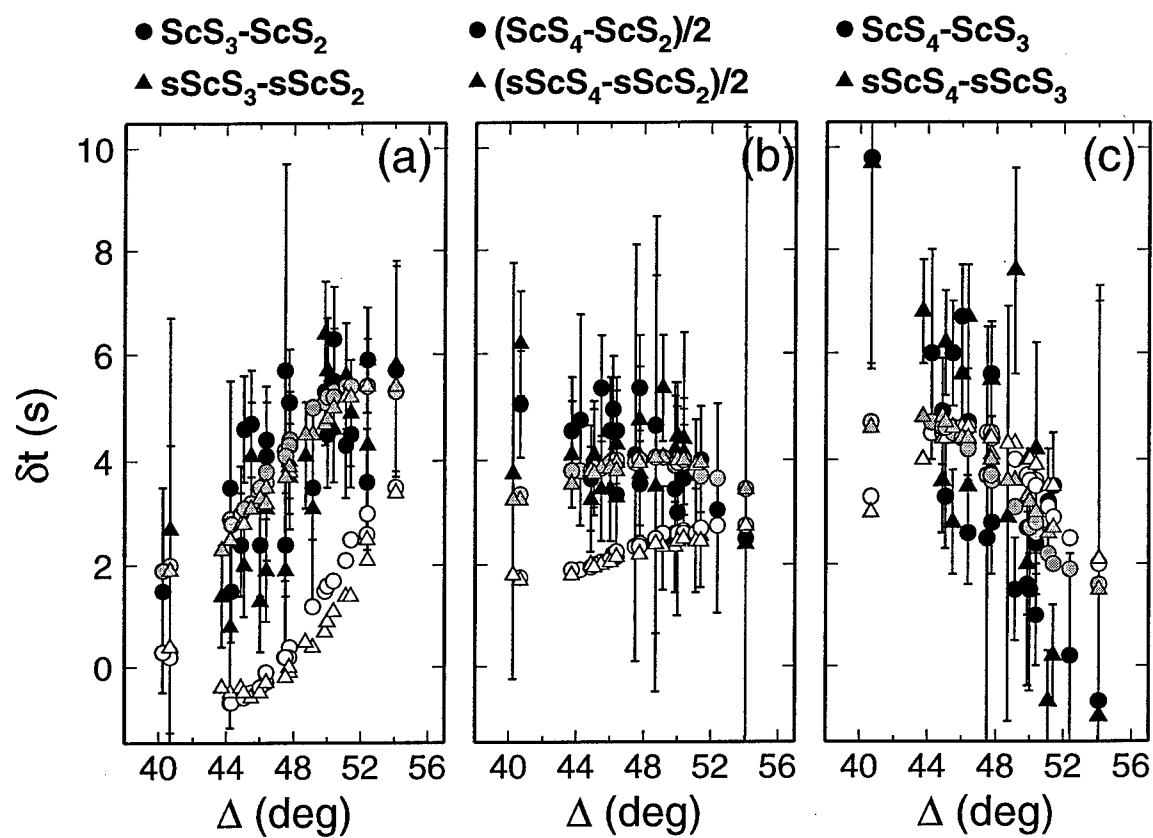 ● ScS₃-ScS₂ ● (ScS₄-ScS₂)/2 ● ScS₄-ScS₃
▲ sScS₃-sScS₂ ▲ (sScS₄-sScS₂)/2 ▲ sScS₄-sScS₃
(a) (b) (c)
10
8
6
4
2
0
δt (s)
40 44 48 52 56 40 44 48 52 56 40 44 48 52 56
Δ (deg) Δ (deg) Δ (deg)